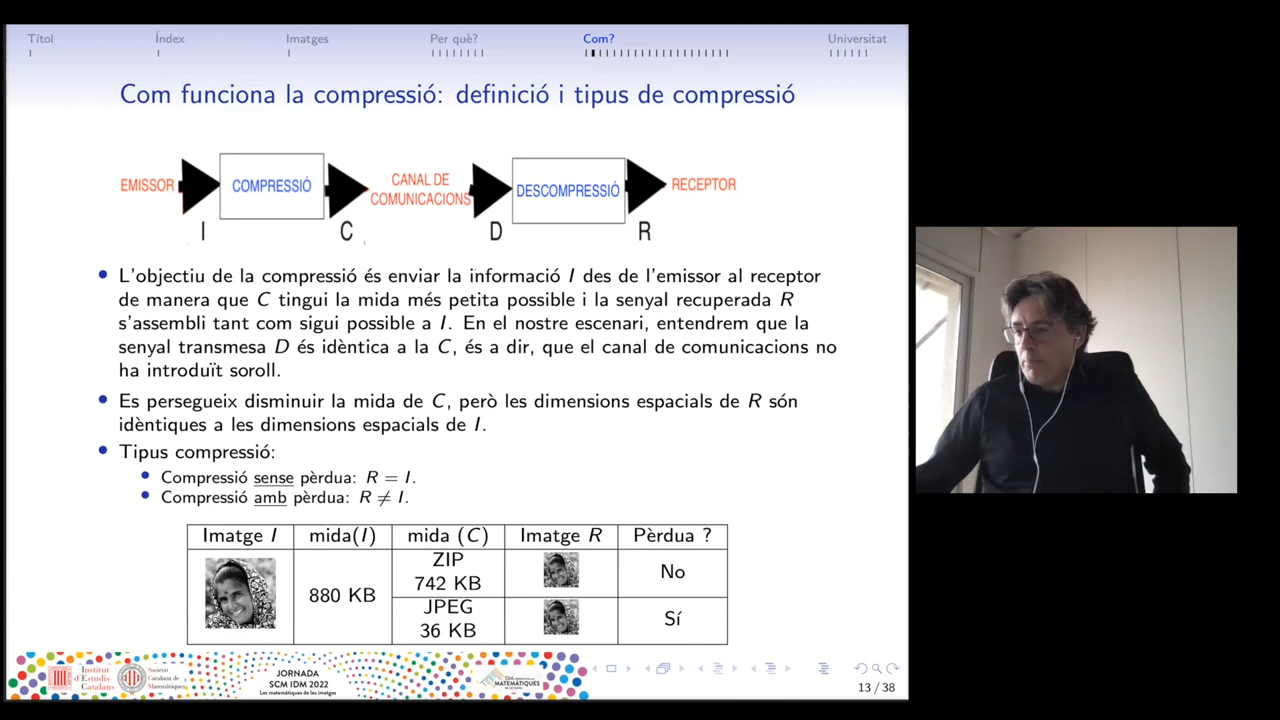 Títol Índex Imatges Per què? Com? Universitat
Com funciona la compressió: definició i tipus de compressió
EMISSOR COMPRESSIÓ CANAL DE COMUNICACIONS DESCOMPRESSIÓ RECEPTOR
I C D R
L'objectiu de la compressió és enviar la informació I des de l'emissor al receptor
de manera que C tingui la mida més petita possible i la senyal recuperada R
s'assembli tant com sigui possible a I. En el nostre escenari, entendrem que la
senyal transmesa D és idèntica a la C, és a dir, que el canal de comunicacions no
ha introduït soroll.
Es persegueix disminuir la mida de C, però les dimensions espacials de R són
idèntiques a les dimensions espacials de I.
Tipus compressió:
Compressió sense pèrdua: R = I.
Compressió amb pèrdua: R ≠ I.
Imatge I mida(I) mida (C) Imatge R Pèrdua ?
880 KB
ZIP
742 KB
No
JPEG
36 KB
Sí
Institut
d'Estudis
Catalans
Societat
Catalana de
Matemàtiques
JORNADA
SCM IDM 2022
Les matemàtiques de les imatges
DIA
MATEMÀTIQUES
13 / 38